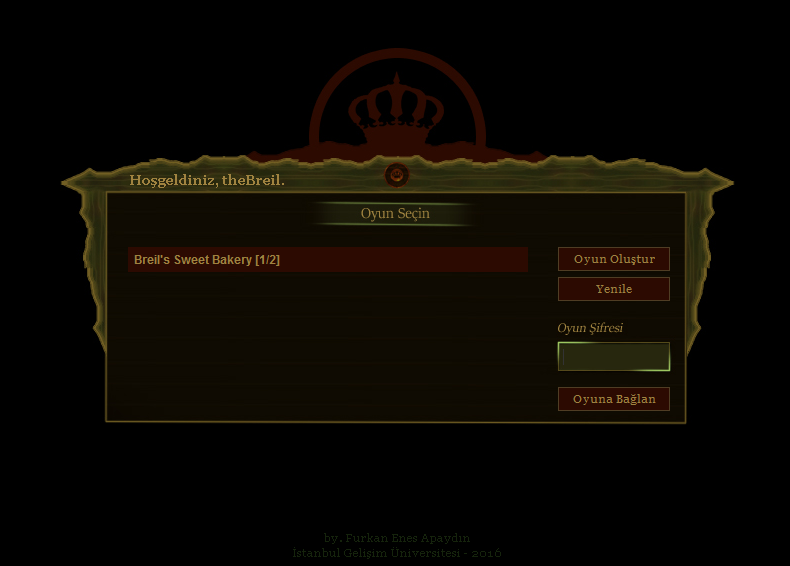 Hoşgeldiniz, theBreil.
Oyun Seçin
Breil's Sweet Bakery [1/2]
Oyun Oluştur
Yenile
Oyun Şifresi
Oyuna Bağlan
by. Furkan Enes Apaydın
İstanbul Gelişim Üniversitesi - 2016